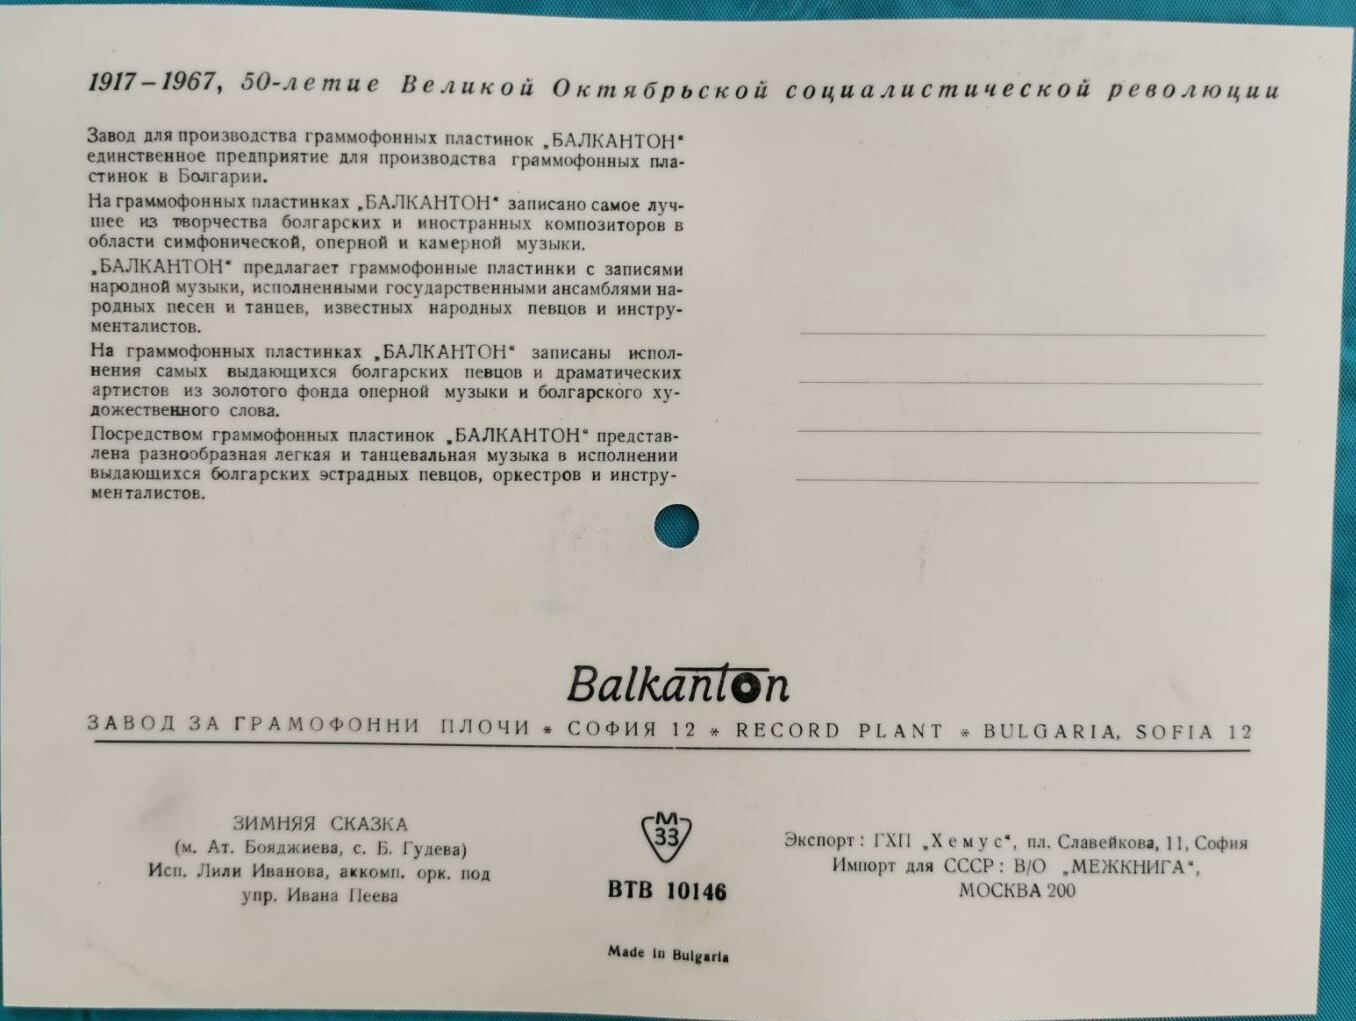 1917–1967, 50-летие Великой Октябрьской социалистической революции
Завод для производства граммофонных пластинок „БАЛКАНТОН“
единственное предприятие для производства граммофонных пла-
стинок в Болгарии.
На граммофонных пластинках „БАЛКАНТОН“ записано самое луч-
шее из творчества болгарских и иностранных композиторов в
области симфонической, оперной и камерной музыки.
„БАЛКАНТОН“ предлагает граммофонные пластинки с записями
народной музыки, исполненными государственными ансамблями на-
родных песен и танцев, известных народных певцов и инстру-
менталистов.
На граммофонных пластинках „БАЛКАНТОН“ записаны испол-
нения самых выдающихся болгарских певцов и драматических
артистов из золотого фонда оперной музыки и болгарского ху-
дожественного слова.
Посредством граммофонных пластинок „БАЛКАНТОН“ представ-
лена разнообразная легкая и танцевальная музыка в исполнении
выдающихся болгарских эстрадных певцов, оркестров и инстру-
менталистов.
Balkanton
ЗАВОД ЗА ГРАМОФОННИ ПЛОЧИ * СОФИЯ 12 * RECORD PLANT * BULGARIA, SOFIA 12
ЗИМНЯЯ СКАЗКА
(м. Ат. Бояджиева, с. Б. Гудева)
Исп. Лили Иванова, аккомп. орк. под
упр. Ивана Пеева
М
33
ВТВ 10146
Made in Bulgaria
Экспорт: ГХП „Хемус“, пл. Славейкова, 11, София
Импорт для СССР: В/О „МЕЖКНИГА“,
МОСКВА 200